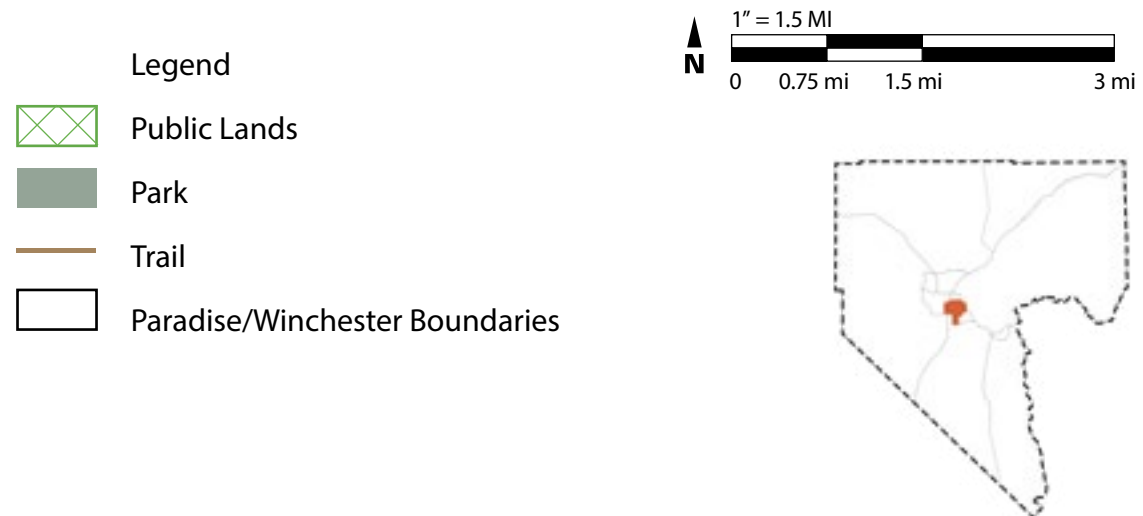 Legend
Public Lands
Park
Trail
Paradise/Winchester Boundaries
1” = 1.5 MI
N
0 0.75 mi 1.5 mi 3 mi